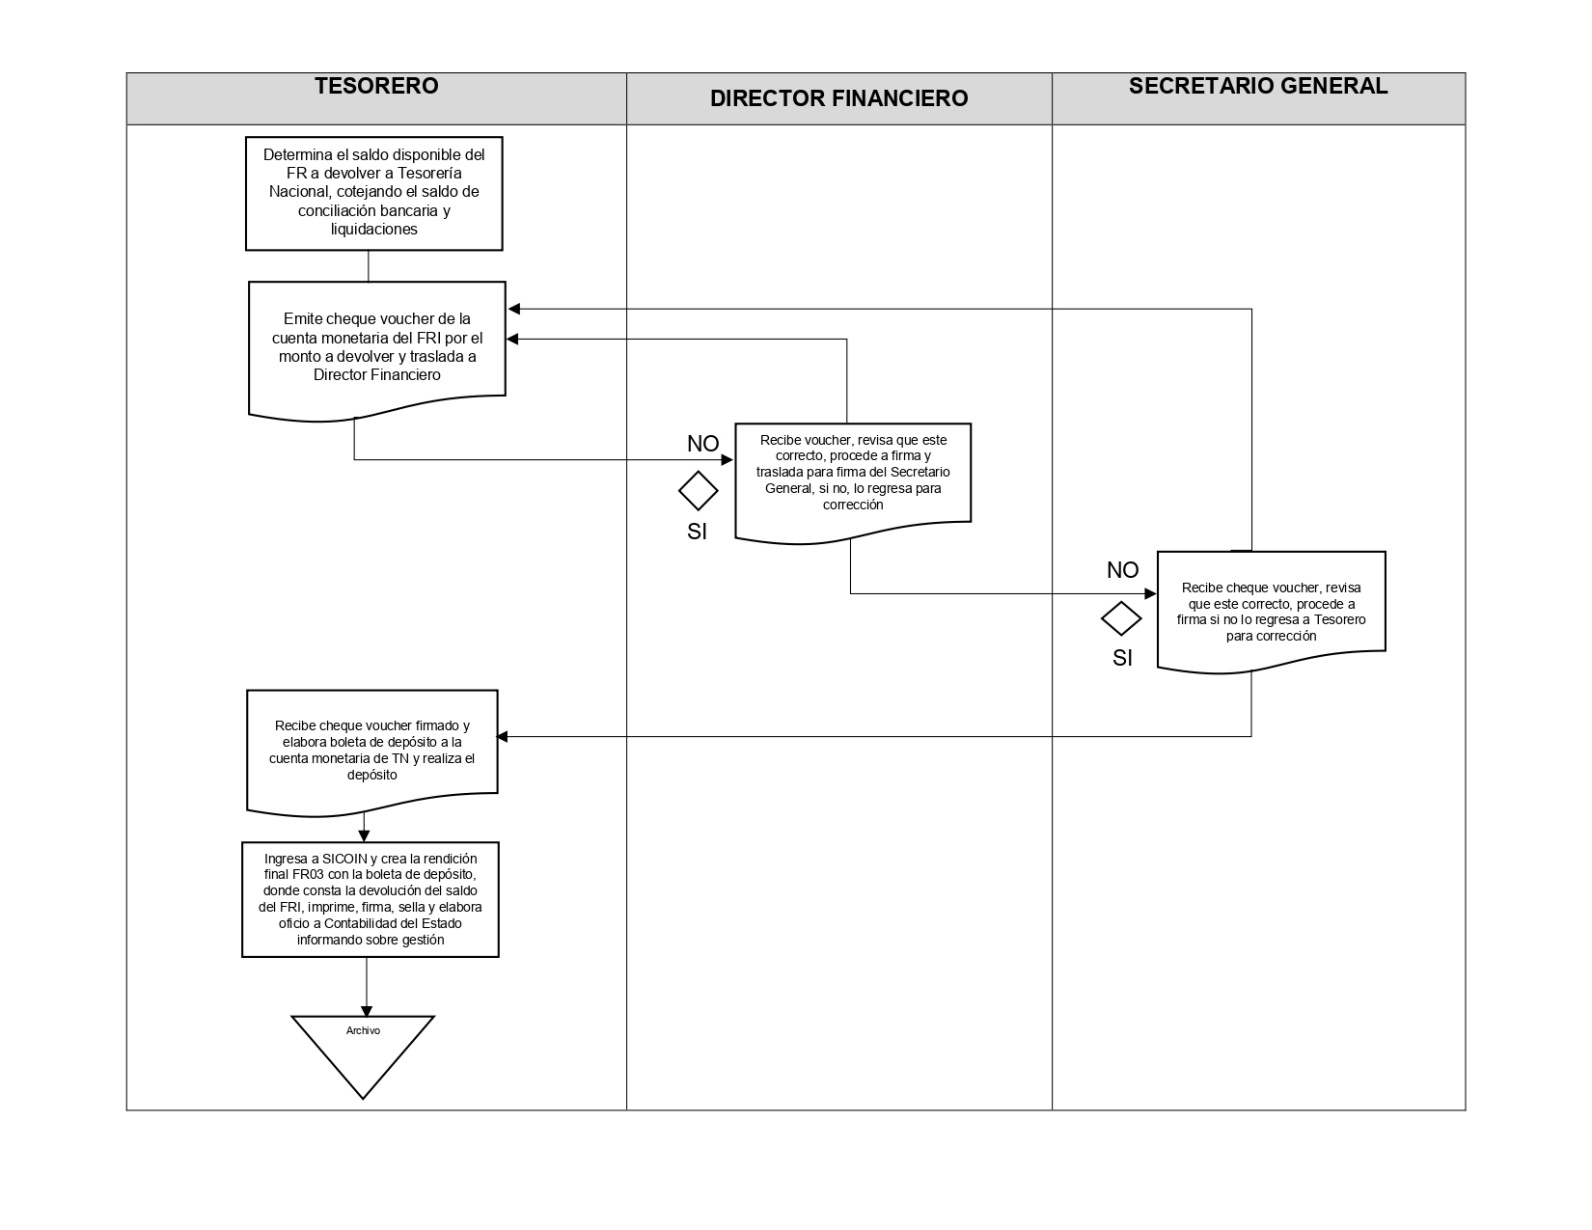 TESORERO
DIRECTOR FINANCIERO
SECRETARIO GENERAL
Determina el saldo disponible del
FR a devolver a Tesorería
Nacional, cotejando el saldo de
conciliación bancaria y
liquidaciones
Emite cheque voucher de la
cuenta monetaria del FRI por el
monto a devolver y traslada a
Director Financiero
NO
SI
Recibe voucher, revisa que este
correcto, procede a firma y
traslada para firma del Secretario
General, si no, lo regresa para
corrección
NO
SI
Recibe cheque voucher, revisa
que este correcto, procede a
firma si no lo regresa a Tesorero
para corrección
Recibe cheque voucher firmado y
elabora boleta de depósito a la
cuenta monetaria de TN y realiza el
depósito
Ingresa a SICOIN y crea la rendición
final FR03 con la boleta de depósito,
donde consta la devolución del saldo
del FRI, imprime, firma, sella y elabora
oficio a Contabilidad del Estado
informando sobre gestión
Archivo